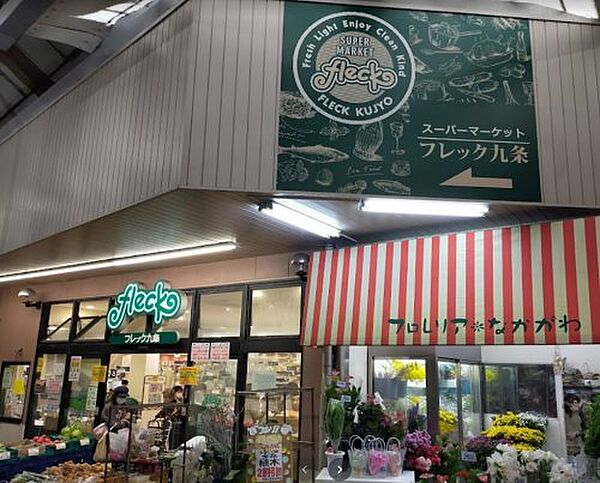 Fresh Light Enjoy Clean Kind
SUPER
MARKET
fleck
FLECK KUJYO
スーパーマーケット
フレック九条
fleck
フレック九条
フロレリア＊なかがわ